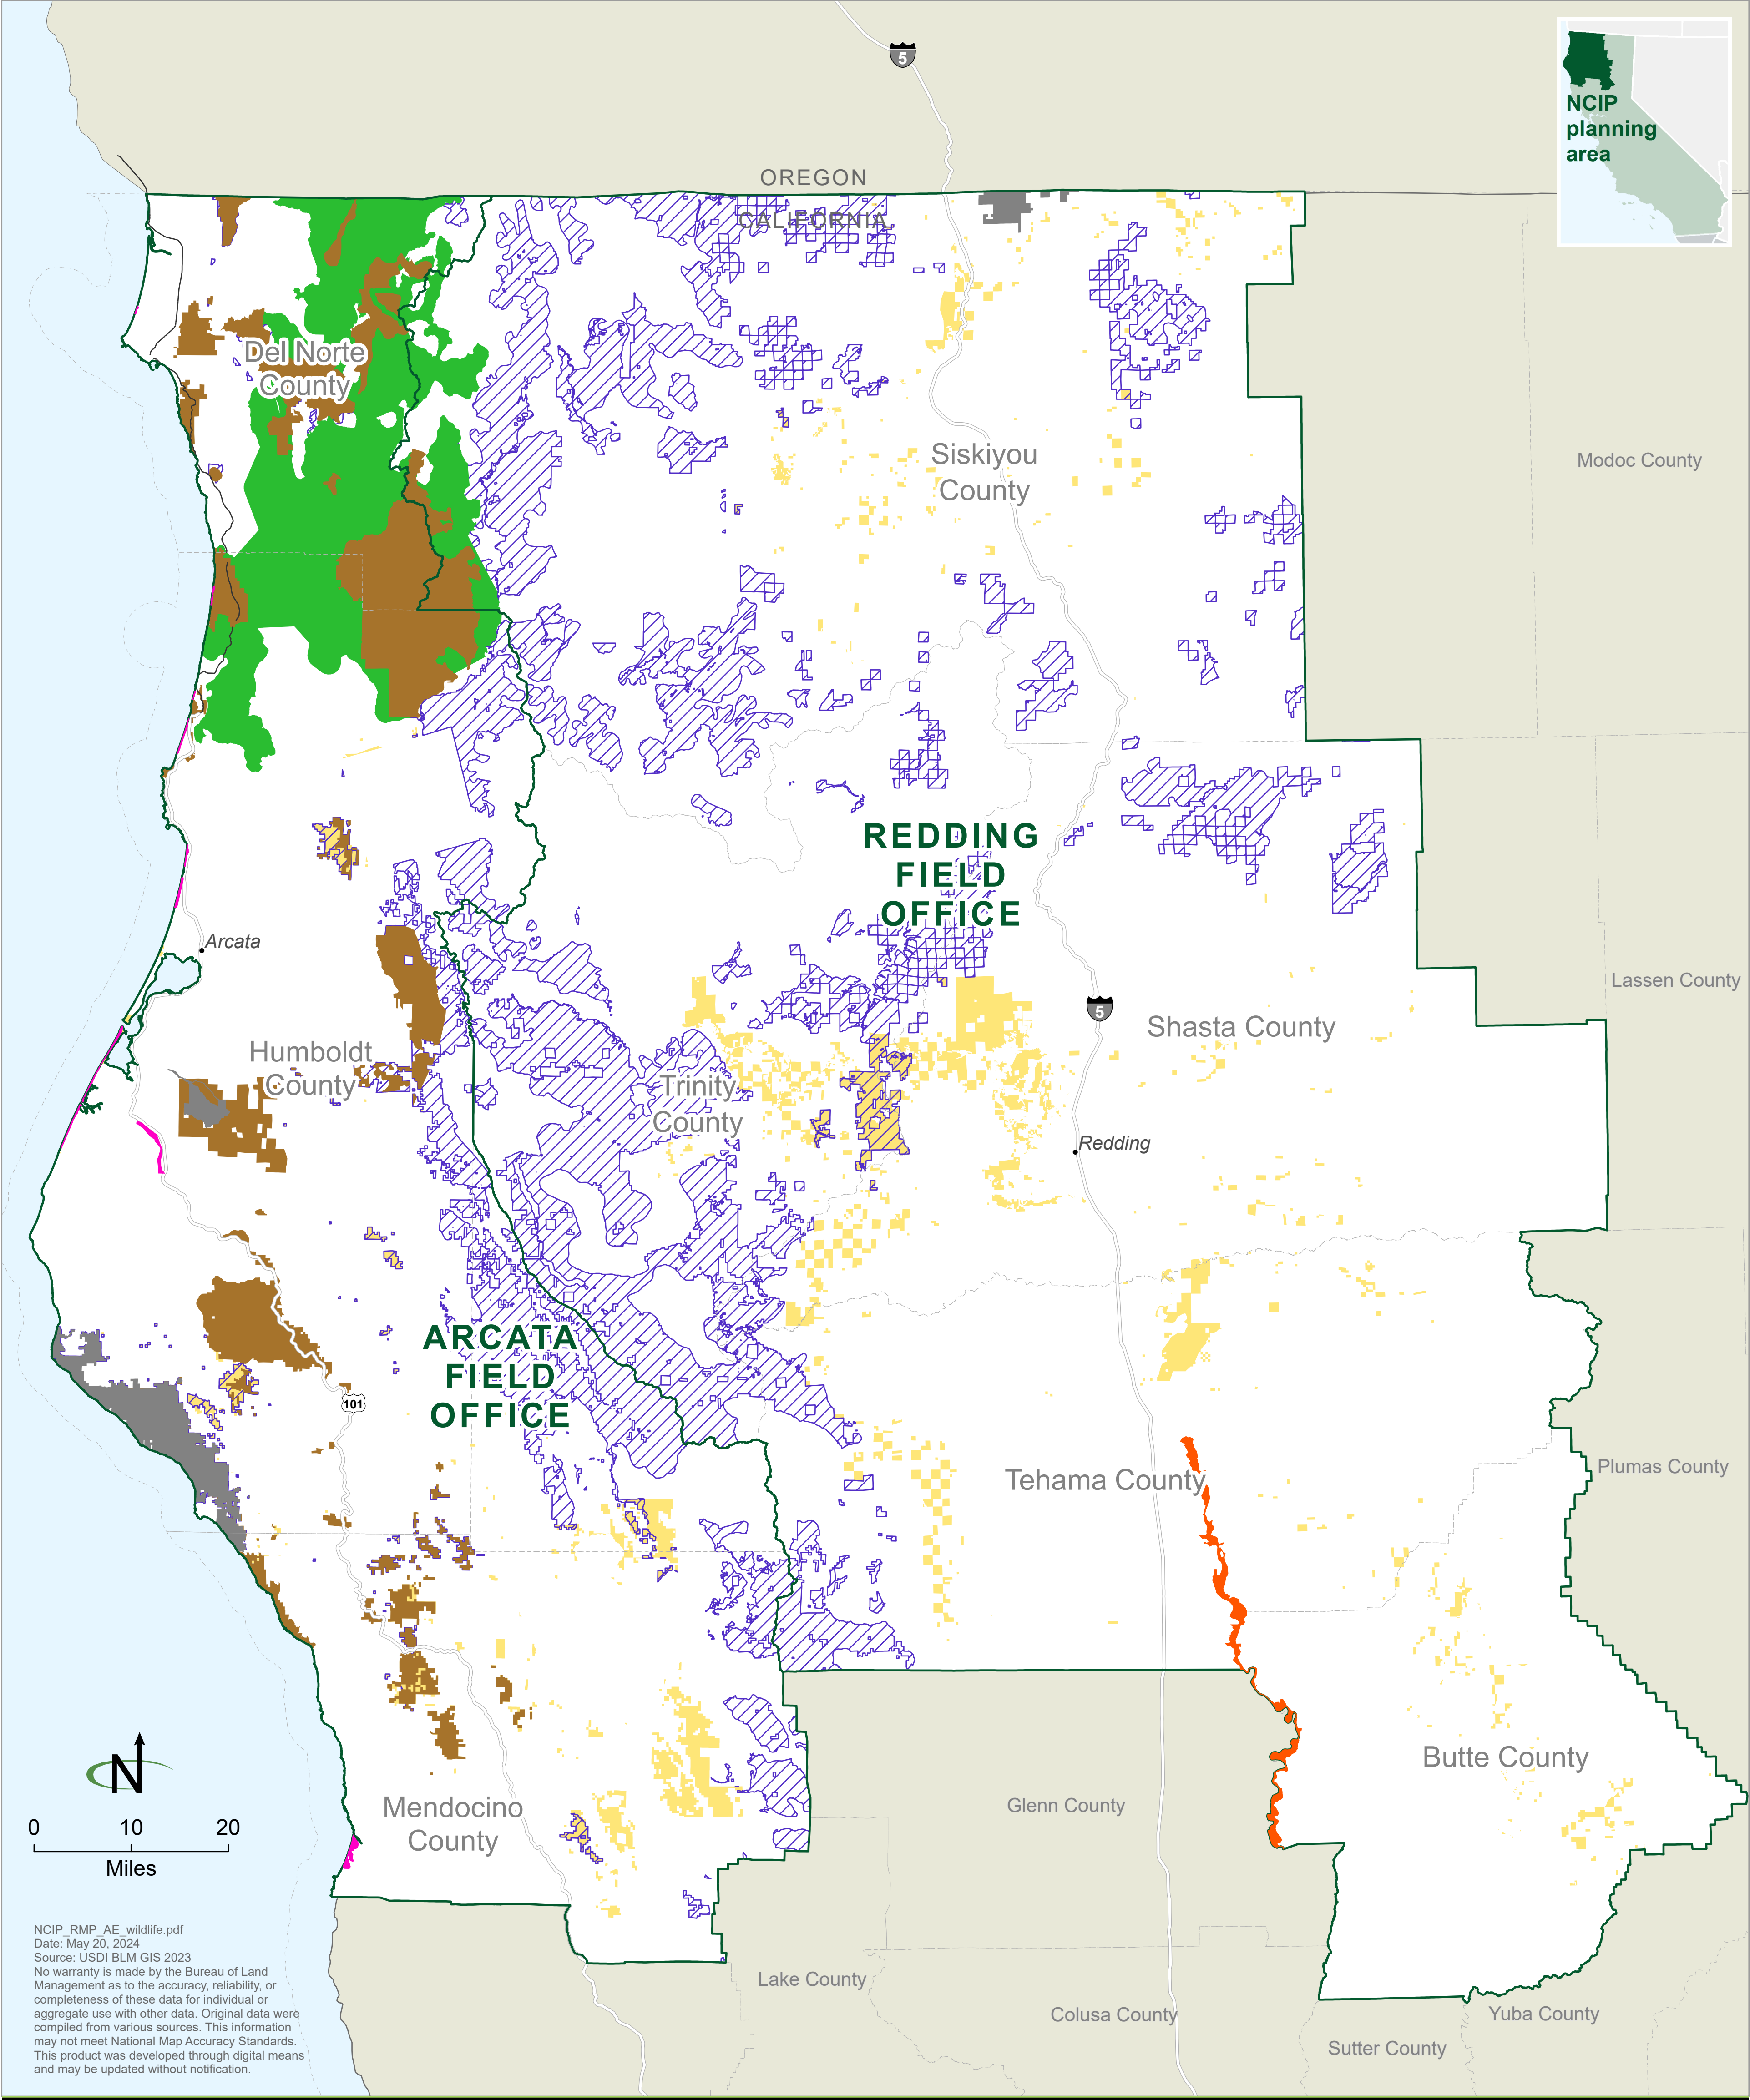 5
NCIP
planning
area
OREGON
CALIFORNIA
Del Norte
County
Siskiyou
County
Modoc County
REDDING
FIELD
OFFICE
Arcata
Lassen County
5
Shasta County
Humboldt
County
Trinity
County
Redding
ARCATA
FIELD
OFFICE
101
Tehama County
Plumas County
N
Butte County
Mendocino
County
Glenn County
0 10 20
Miles
NCIP_RMP_AE_wildlife.pdf
Date: May 20, 2024
Source: USDI BLM GIS 2023
No warranty is made by the Bureau of Land
Management as to the accuracy, reliability, or
completeness of these data for individual or
aggregate use with other data. Original data were
compiled from various sources. This information
may not meet National Map Accuracy Standards.
This product was developed through digital means
and may be updated without notification.
Lake County
Colusa County
Yuba County
Sutter County